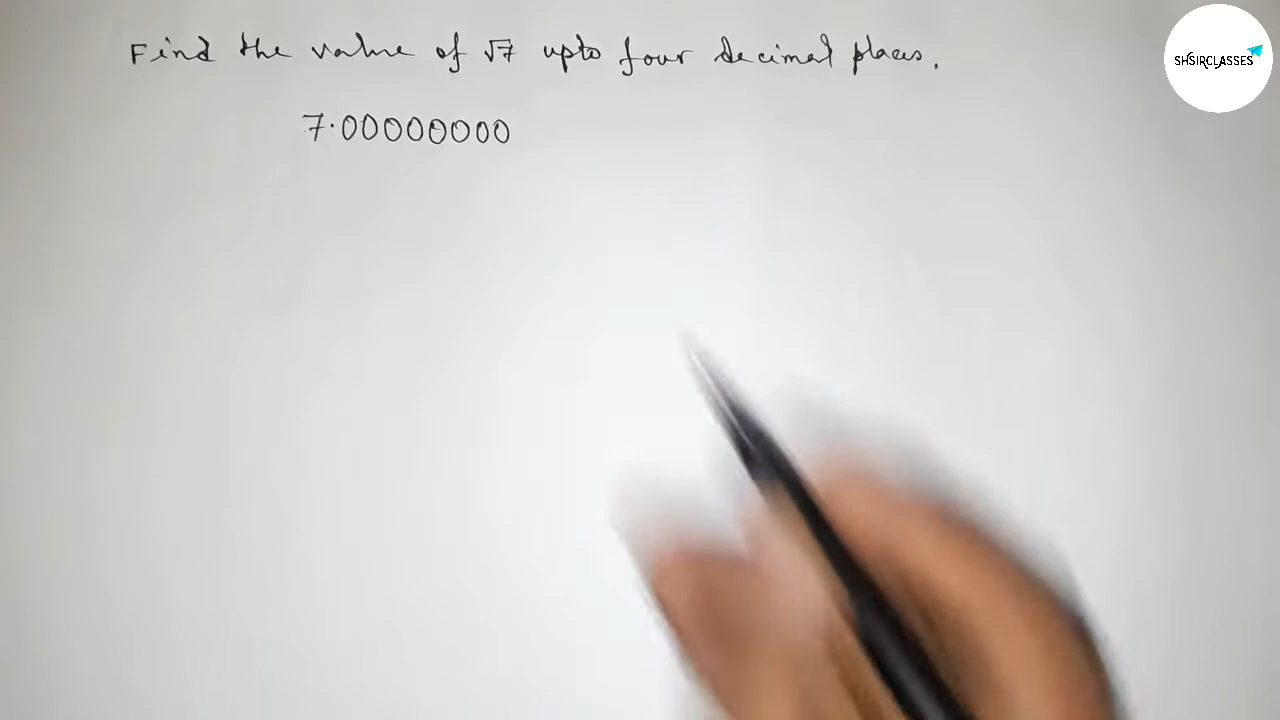 Find the value of √7 upto four decimal places.
7.00000000
SHSIRCLASSES